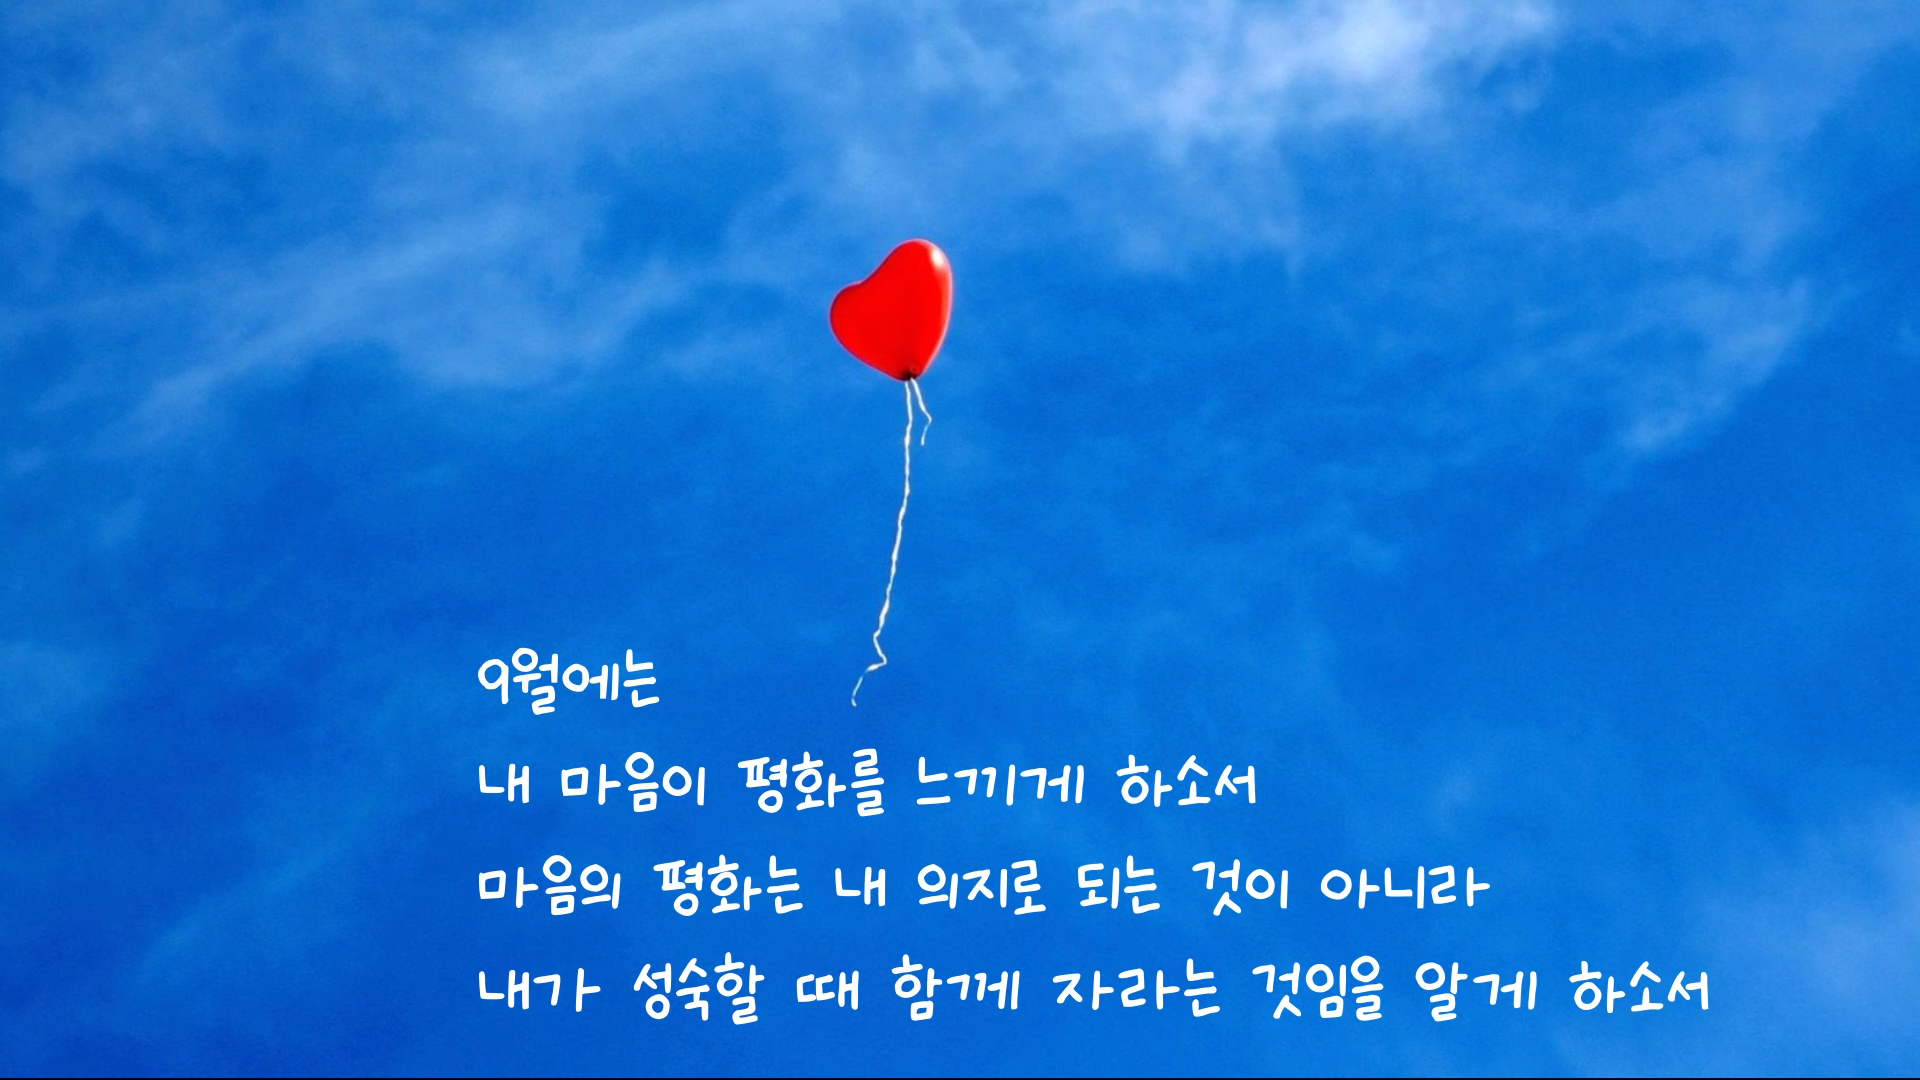 9월에는
내 마음이 평화를 느끼게 하소서
마음의 평화는 내 의지로 되는 것이 아니라
내가 성숙할 때 함께 자라는 것임을 알게 하소서